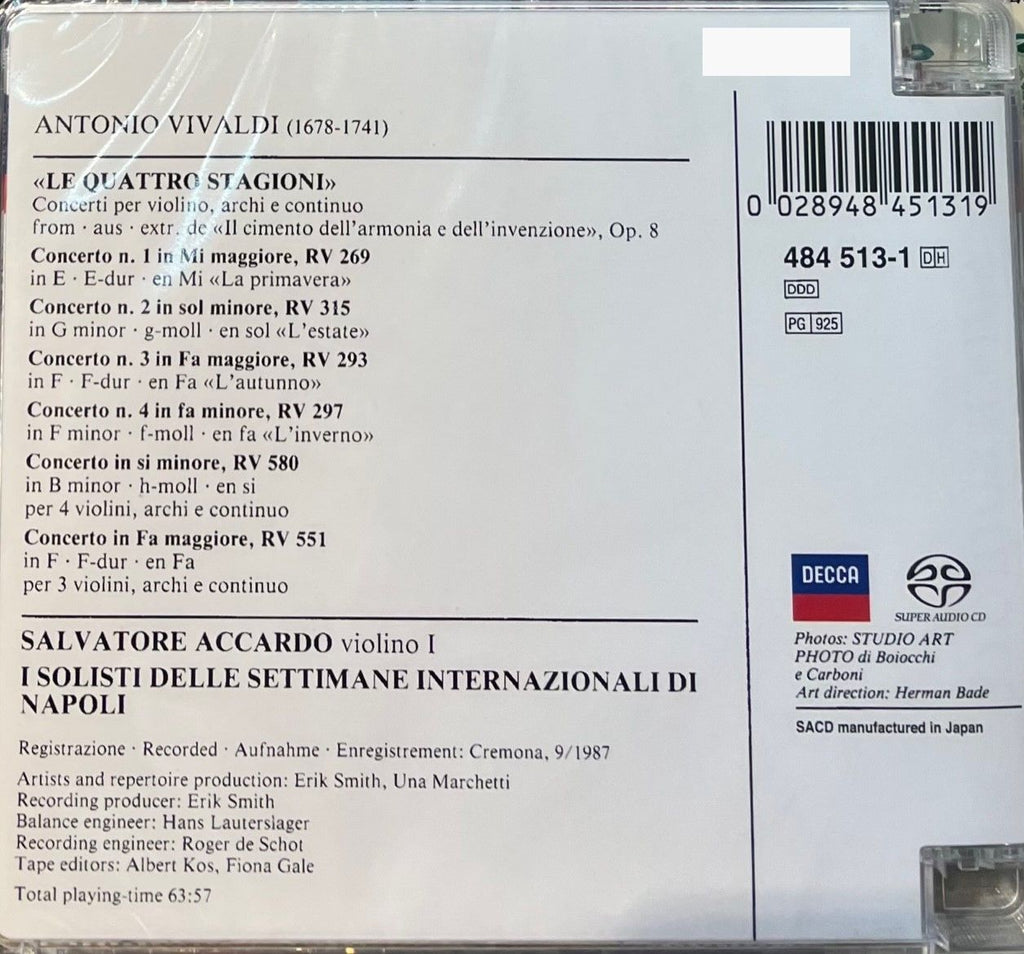 ANTONIO VIVALDI (1678-1741)
«LE QUATTRO STAGIONI»
Concerti per violino, archi e continuo
from · aus · extr. de «Il cimento dell'armonia e dell'invenzione», Op. 8
Concerto n. 1 in Mi maggiore, RV 269
in E · E-dur · en Mi «La primavera»
Concerto n. 2 in sol minore, RV 315
in G minor · g-moll · en sol «L'estate»
Concerto n. 3 in Fa maggiore, RV 293
in F · F-dur · en Fa «L'autunno»
Concerto n. 4 in fa minore, RV 297
in F minor · f-moll · en fa «L'inverno»
Concerto in si minore, RV 580
in B minor · h-moll · en si
per 4 violini, archi e continuo
Concerto in Fa maggiore, RV 551
in F · F-dur · en Fa
per 3 violini, archi e continuo
SALVATORE ACCARDO violino I
I SOLISTI DELLE SETTIMANE INTERNAZIONALI DI
NAPOLI
Registrazione · Recorded · Aufnahme · Enregistrement: Cremona, 9/1987
Artists and repertoire production: Erik Smith, Una Marchetti
Recording producer: Erik Smith
Balance engineer: Hans Lauterslager
Recording engineer: Roger de Schot
Tape editors: Albert Kos, Fiona Gale
Total playing-time 63:57
0 028948 451319
484 513-1 DH
DDD
PG 925
DECCA
SUPER AUDIO CD
Photos: STUDIO ART
PHOTO di Boiocchi
e Carboni
Art direction: Herman Bade
SACD manufactured in Japan